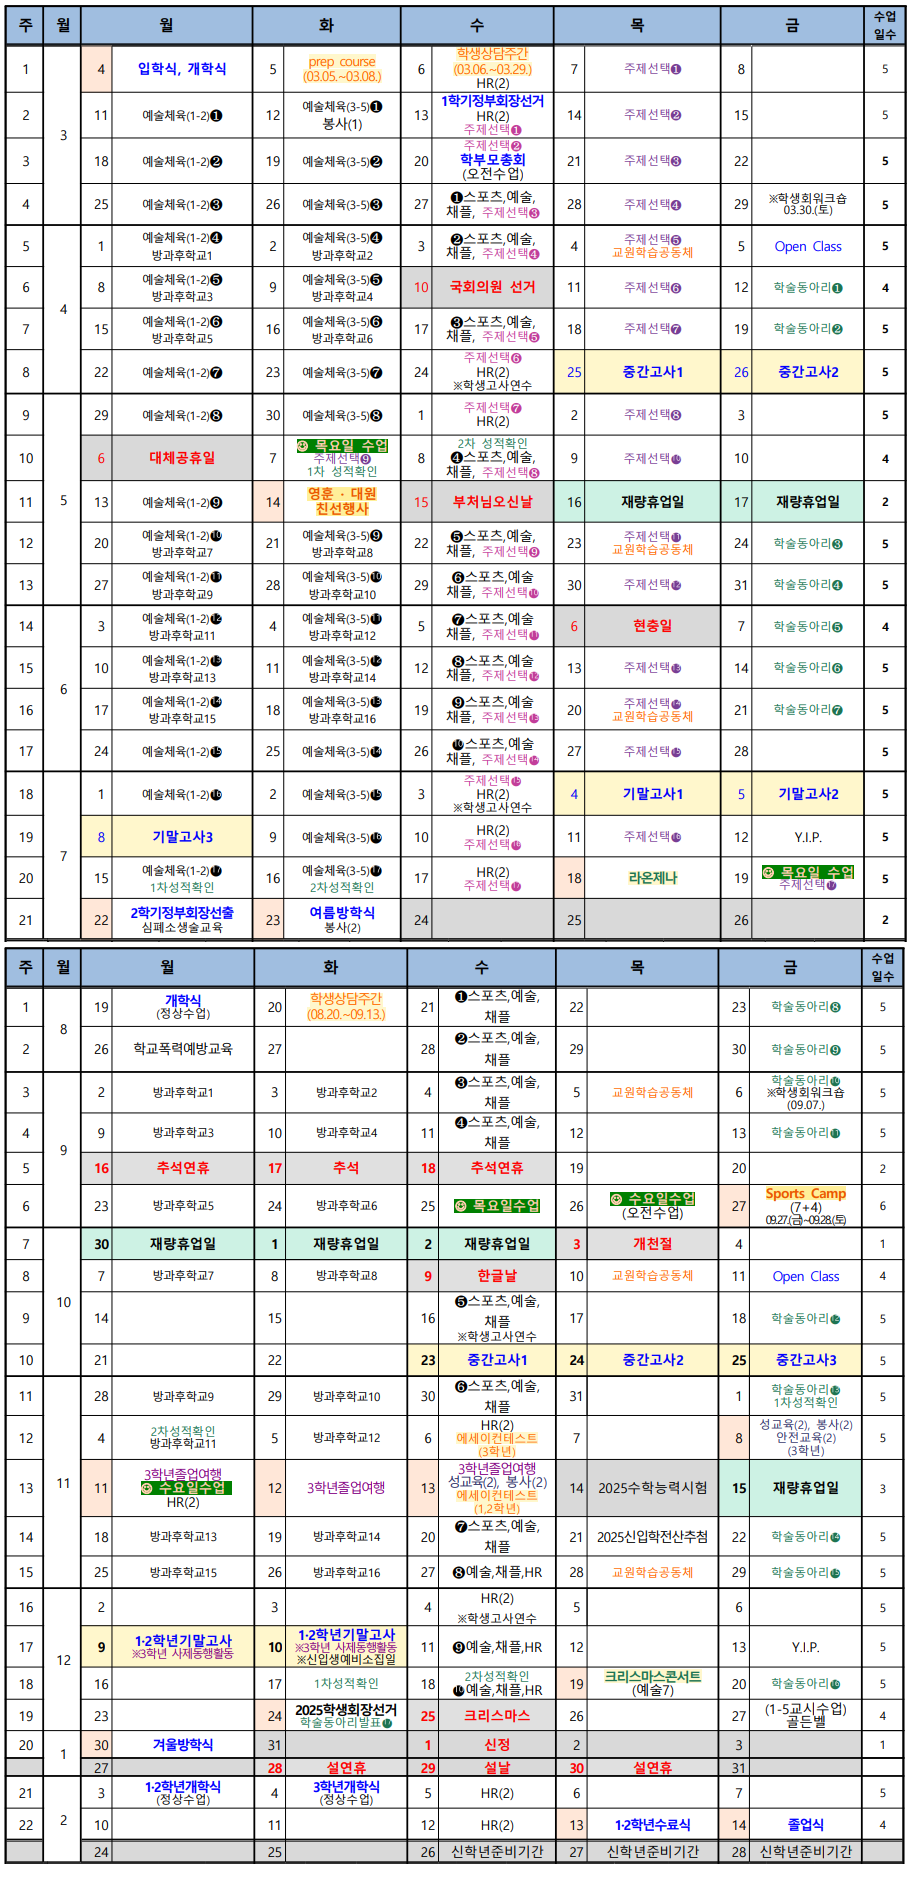 주 월 월 화 수 목 금 수업
일수
1 3 4 입학식, 개학식 5 prep course
(03.05.~03.08.) 6 학생상담주간
(03.06.~03.29.)
HR(2) 7 주제선택❶ 8 5
2 11 예술체육(1-2)❶ 12 예술체육(3-5)❶
봉사(1) 13 1학기정부회장선거
HR(2)
주제선택❶ 14 주제선택❷ 15 5
3 18 예술체육(1-2)❷ 19 예술체육(3-5)❷ 20 주제선택❷
학부모총회
(오전수업) 21 주제선택❸ 22 5
4 25 예술체육(1-2)❸ 26 예술체육(3-5)❸ 27 ❶스포츠,예술,
채플, 주제선택❸ 28 주제선택❹ 29 ※학생회워크숍
03.30.(토) 5
5 4 1 예술체육(1-2)❹
방과후학교1 2 예술체육(3-5)❹
방과후학교2 3 ❷스포츠,예술,
채플, 주제선택❹ 4 주제선택❺
교원학습공동체 5 Open Class 5
6 8 예술체육(1-2)❺
방과후학교3 9 예술체육(3-5)❺
방과후학교4 10 국회의원 선거 11 주제선택❻ 12 학술동아리❶ 4
7 15 예술체육(1-2)❻
방과후학교5 16 예술체육(3-5)❻
방과후학교6 17 ❸스포츠,예술,
채플, 주제선택❺ 18 주제선택❼ 19 학술동아리❷ 5
8 22 예술체육(1-2)❼ 23 예술체육(3-5)❼ 24 주제선택❻
HR(2)
※학생고사연수 25 중간고사1 26 중간고사2 5
9 5 29 예술체육(1-2)❽ 30 예술체육(3-5)❽ 1 주제선택❼
HR(2) 2 주제선택❽ 3 5
10 6 대체공휴일 7 ☺ 목요일 수업
주제선택❾
1차 성적확인 8 2차 성적확인
❹스포츠,예술,
채플, 주제선택❽ 9 주제선택❿ 10 4
11 13 예술체육(1-2)❾ 14 영훈 · 대원
친선행사 15 부처님오신날 16 재량휴업일 17 재량휴업일 2
12 20 예술체육(1-2)❿
방과후학교7 21 예술체육(3-5)❾
방과후학교8 22 ❺스포츠,예술,
채플, 주제선택❾ 23 주제선택⓫
교원학습공동체 24 학술동아리❸ 5
13 27 예술체육(1-2)⓫
방과후학교9 28 예술체육(3-5)❿
방과후학교10 29 ❻스포츠,예술
채플, 주제선택❿ 30 주제선택⓬ 31 학술동아리❹ 5
14 6 3 예술체육(1-2)⓬
방과후학교11 4 예술체육(3-5)⓫
방과후학교12 5 ❼스포츠,예술
채플, 주제선택⓫ 6 현충일 7 학술동아리❺ 4
15 10 예술체육(1-2)⓭
방과후학교13 11 예술체육(3-5)⓬
방과후학교14 12 ❽스포츠,예술
채플, 주제선택⓬ 13 주제선택⓭ 14 학술동아리❻ 5
16 17 예술체육(1-2)⓮
방과후학교15 18 예술체육(3-5)⓭
방과후학교16 19 ❾스포츠,예술
채플, 주제선택⓭ 20 주제선택⓮
교원학습공동체 21 학술동아리❼ 5
17 24 예술체육(1-2)⓯ 25 예술체육(3-5)⓮ 26 ❿스포츠,예술
채플, 주제선택⓮ 27 주제선택⓯ 28 5
18 7 1 예술체육(1-2)⓰ 2 예술체육(3-5)⓯ 3 주제선택⓯
HR(2)
※학생고사연수 4 기말고사1 5 기말고사2 5
19 8 기말고사3 9 예술체육(3-5)⓰ 10 HR(2)
주제선택⓰ 11 주제선택⓰ 12 Y.I.P. 5
20 15 예술체육(1-2)⓱
1차성적확인 16 예술체육(3-5)⓱
2차성적확인 17 HR(2)
주제선택⓱ 18 라온제나 19 ☺ 목요일 수업
주제선택⓱ 5
21 22 2학기정부회장선출
심폐소생술교육 23 여름방학식
봉사(2) 24 25 26 2
주 월 월 화 수 목 금 수업
일수
1 8 19 개학식
(정상수업) 20 학생상담주간
(08.20.~09.13.) 21 ❶스포츠,예술,
채플 22 23 학술동아리❽ 5
2 26 학교폭력예방교육 27 28 ❷스포츠,예술,
채플 29 30 학술동아리❾ 5
3 9 2 방과후학교1 3 방과후학교2 4 ❸스포츠,예술,
채플 5 교원학습공동체 6 학술동아리❿
※학생회워크숍
(09.07.) 5
4 9 방과후학교3 10 방과후학교4 11 ❹스포츠,예술,
채플 12 13 학술동아리⓫ 5
5 16 추석연휴 17 추석 18 추석연휴 19 20 2
6 23 방과후학교5 24 방과후학교6 25 ☺ 목요일수업 26 ☺ 수요일수업
(오전수업) 27 Sports Camp
(7+4)
09.27.(금)~09.28.(토) 6
7 10 30 재량휴업일 1 재량휴업일 2 재량휴업일 3 개천절 4 1
8 7 방과후학교7 8 방과후학교8 9 한글날 10 교원학습공동체 11 Open Class 4
9 14 15 16 ❺스포츠,예술,
채플
※학생고사연수 17 18 학술동아리⓬ 5
10 21 22 23 중간고사1 24 중간고사2 25 중간고사3 5
11 11 28 방과후학교9 29 방과후학교10 30 ❻스포츠,예술,
채플 31 1 학술동아리⓭
1차성적확인 5
12 4 2차성적확인
방과후학교11 5 방과후학교12 6 HR(2)
에세이컨테스트
(3학년) 7 8 성교육(2), 봉사(2)
안전교육(2)
(3학년) 5
13 11 3학년졸업여행
☺ 수요일수업
HR(2) 12 3학년졸업여행 13 3학년졸업여행
성교육(2), 봉사(2)
에세이컨테스트
(1,2학년) 14 2025수학능력시험 15 재량휴업일 3
14 18 방과후학교13 19 방과후학교14 20 ❼스포츠,예술,
채플 21 2025신입학전산추첨 22 학술동아리⓮ 5
15 25 방과후학교15 26 방과후학교16 27 ❽예술,채플,HR 28 교원학습공동체 29 학술동아리⓯ 5
16 12 2 3 4 HR(2)
※학생고사연수 5 6 5
17 9 1·2학년기말고사
※3학년 사제동행활동 10 1·2학년기말고사
※3학년 사제동행활동
※신입생예비소집일 11 ❾예술,채플,HR 12 13 Y.I.P. 5
18 16 17 1차성적확인 18 2차성적확인
❿예술,채플,HR 19 크리스마스콘서트
(예술7) 20 학술동아리⓰ 5
19 23 24 2025학생회장선거
학술동아리발표⓱ 25 크리스마스 26 27 (1-5교시수업)
골든벨 4
20 1 30 겨울방학식 31 1 신정 2 3 1
27 28 설연휴 29 설날 30 설연휴 31
21 2 3 1·2학년개학식
(정상수업) 4 3학년개학식
(정상수업) 5 HR(2) 6 7 5
22 10 11 12 HR(2) 13 1·2학년수료식 14 졸업식 4
24 25 26 신학년준비기간 27 신학년준비기간 28 신학년준비기간